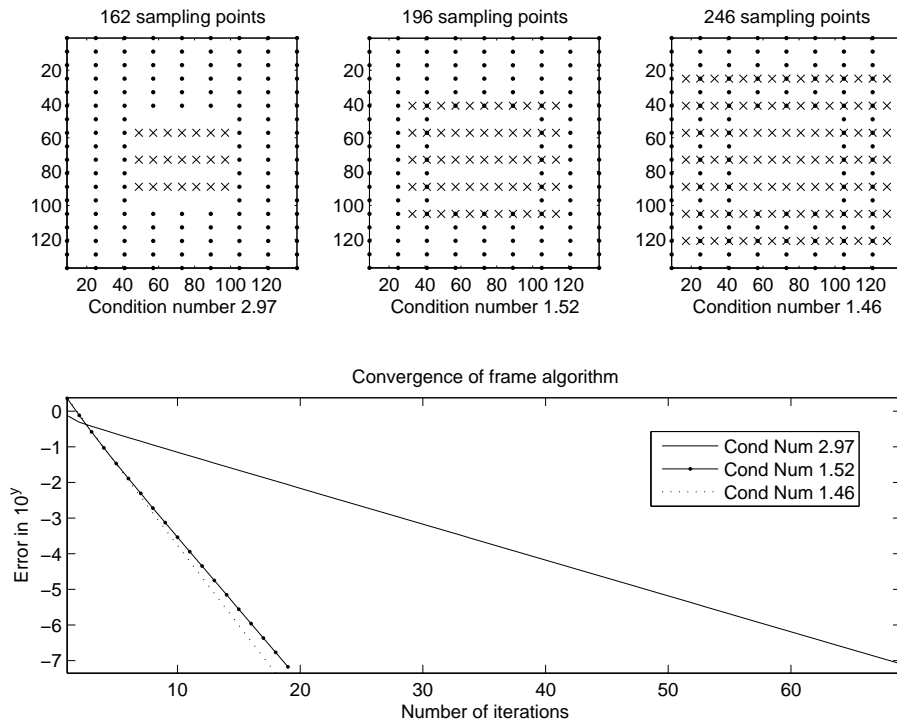 162 sampling points
196 sampling points
246 sampling points
20
40
60
80
100
120
20 40 60 80 100 120
Condition number 2.97
20
40
60
80
100
120
20 40 60 80 100 120
Condition number 1.52
20
40
60
80
100
120
20 40 60 80 100 120
Condition number 1.46
Convergence of frame algorithm
Error in 10^y
0
−1
−2
−3
−4
−5
−6
−7
Cond Num 2.97
Cond Num 1.52
Cond Num 1.46
10 20 30 40 50 60
Number of iterations